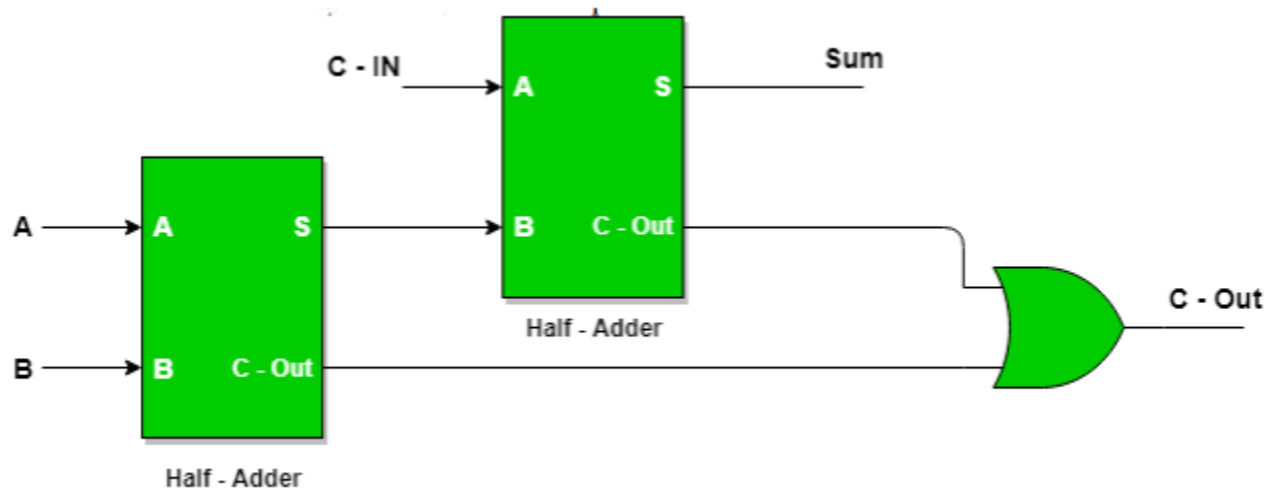 C - IN
Sum
A
S
A
A
S
B
C - Out
C - Out
Half - Adder
B
B
C - Out
Half - Adder